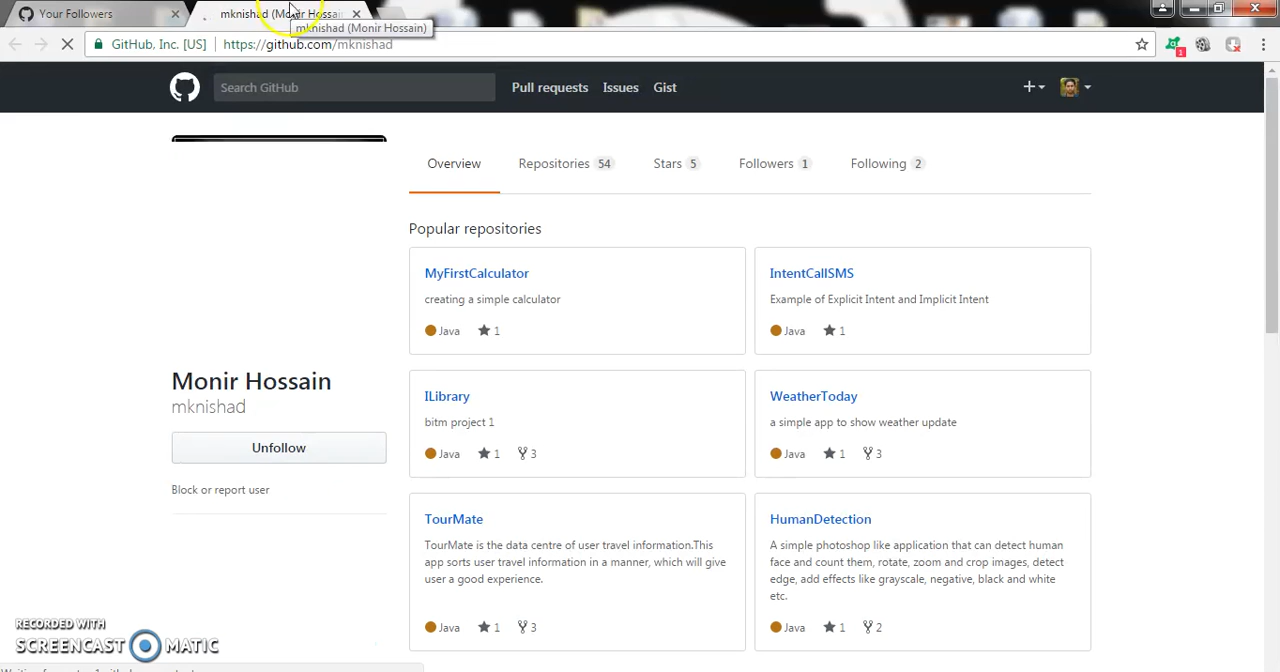 Your Followers
mknishad (Monir Hossai
mknishad (Monir Hossain)
GitHub, Inc. [US]
https://github.com/mknishad
1
Search GitHub
Pull requests
Issues
Gist
Overview
Repositories 54
Stars 5
Followers 1
Following 2
Popular repositories
MyFirstCalculator
creating a simple calculator
Java 1
IntentCallSMS
Example of Explicit Intent and Implicit Intent
Java 1
Monir Hossain
mknishad
Unfollow
Block or report user
ILibrary
bitm project 1
Java 1 3
WeatherToday
a simple app to show weather update
Java 1 3
TourMate
TourMate is the data centre of user travel information.This
app sorts user travel information in a manner, which will give
user a good experience.
Java 1 3
HumanDetection
A simple photoshop like application that can detect human
face and count them, rotate, zoom and crop images, detect
edge, add effects like grayscale, negative, black and white
etc.
Java 1 2
RECORDED WITH
SCREENCAST MATIC